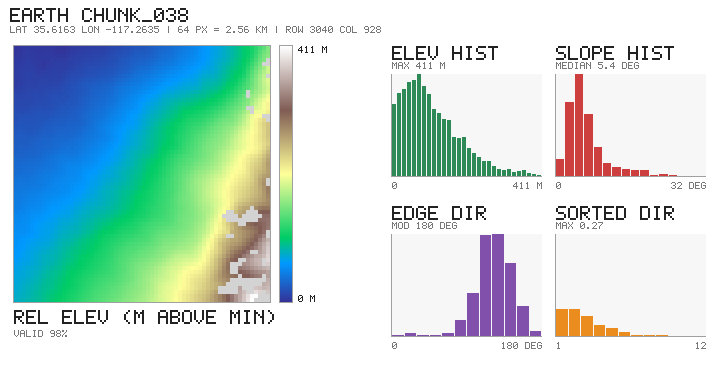 EARTH CHUNK_038
LAT 35.6163 LON -117.2635 | 64 PX = 2.56 KM | ROW 3040 COL 928
411 M
0 M
REL ELEV (M ABOVE MIN)
VALID 98%
ELEV HIST
MAX 411 M
0 411 M
SLOPE HIST
MEDIAN 5.4 DEG
0 32 DEG
EDGE DIR
MOD 180 DEG
0 180 DEG
SORTED DIR
MAX 0.27
1 12